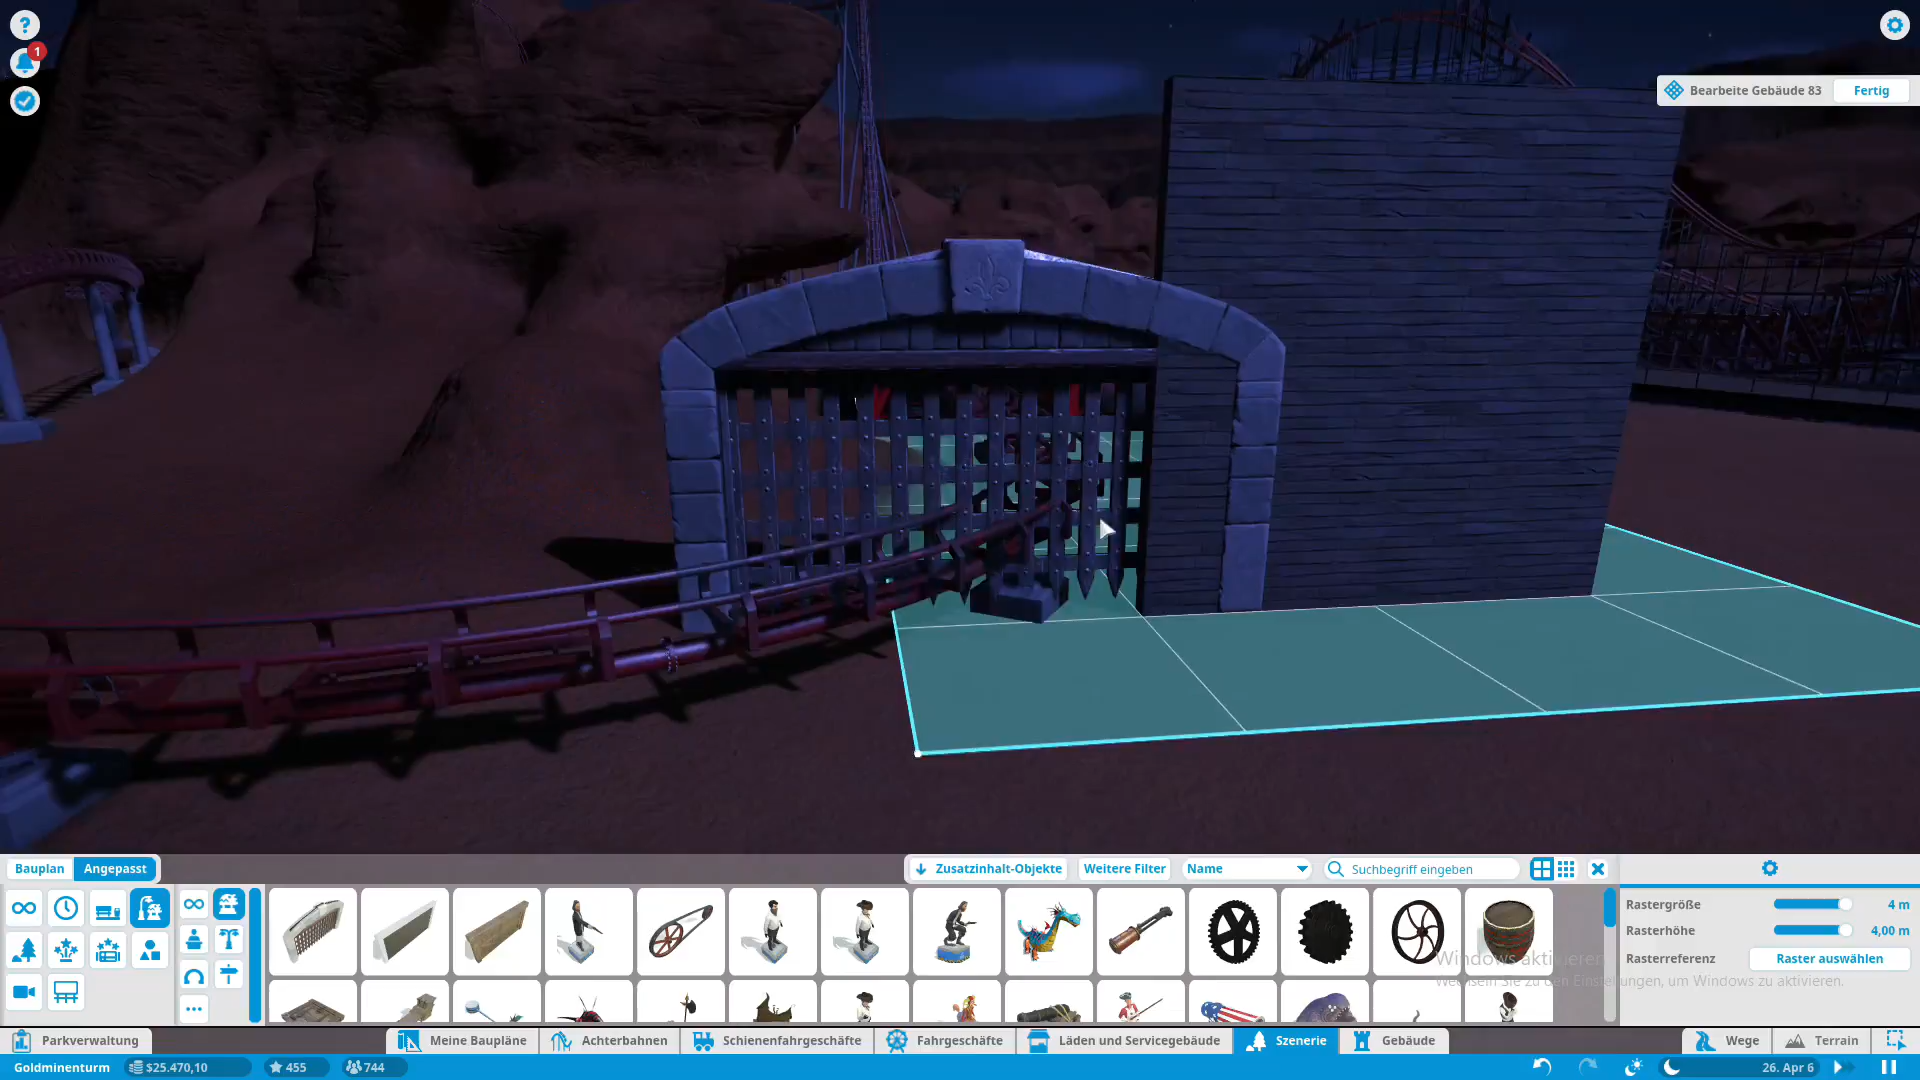 ?
1
Bearbeite Gebäude 83
Fertig
Bauplan
Angepasst
Zusatzinhalt-Objekte
Weitere Filter
Name
Suchbegriff eingeben
Rastergröße
4 m
Rasterhöhe
4,00 m
Rasterreferenz
Raster auswählen
Windows aktivieren
Wechseln Sie zu den Einstellungen, um Windows zu aktivieren.
Parkverwaltung
Meine Baupläne
Achterbahnen
Schienenfahrgeschäfte
Fahrgeschäfte
Läden und Servicegebäude
Szenerie
Gebäude
Wege
Terrain
Goldminenturm
$25.470,10
455
744
26. Apr 6